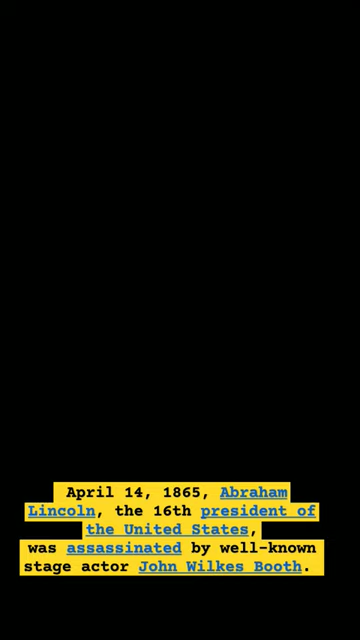 April 14, 1865, Abraham
Lincoln, the 16th president of
the United States,
was assassinated by well-known
stage actor John Wilkes Booth.